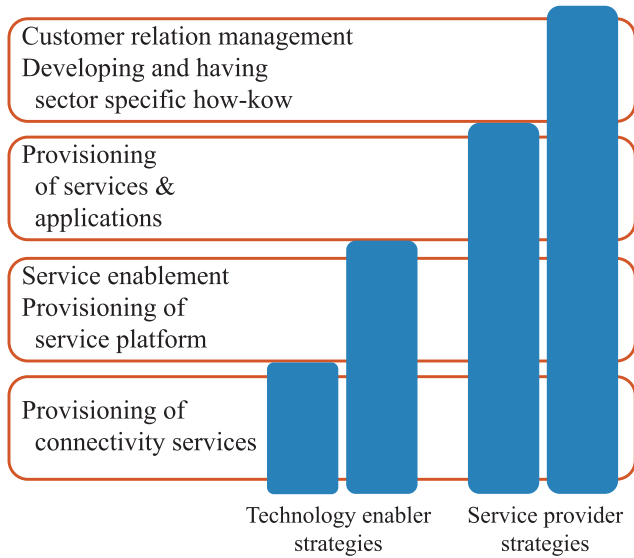 Customer relation management
Developing and having
sector specific how-kow
Provisioning
of services &
applications
Service enablement
Provisioning of
service platform
Provisioning of
connectivity services
Technology enabler
strategies
Service provider
strategies